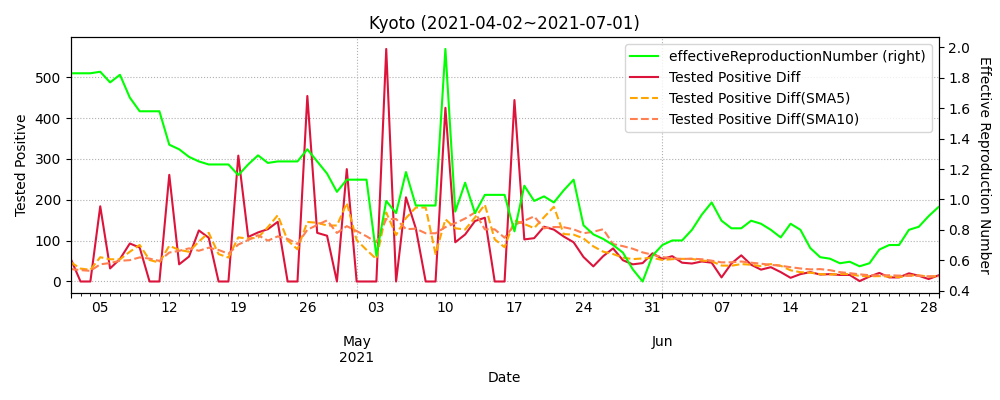 Kyoto (2021-04-02~2021-07-01)
effectiveReproductionNumber (right)
Tested Positive Diff
Tested Positive Diff(SMA5)
Tested Positive Diff(SMA10)
Tested Positive
500
400
300
200
100
0
Effective Reproduction Number
2.0
1.8
1.6
1.4
1.2
1.0
0.8
0.6
0.4
05 12 19 26 03 10 17 24 31 07 14 21 28
May Jun
2021
Date